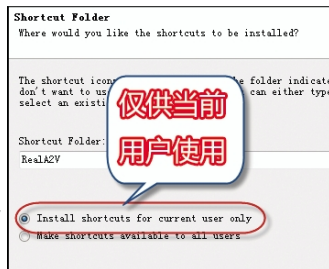 Shortcut Folder
Where would you like the shortcuts to be installed?
The shortcut icon
e folder indicate
don't want to us
can either type
select an existi
仅供当前
用户使用
Shortcut Folder:
RealA2V
Install shortcuts for current user only
Make shortcuts available to all users